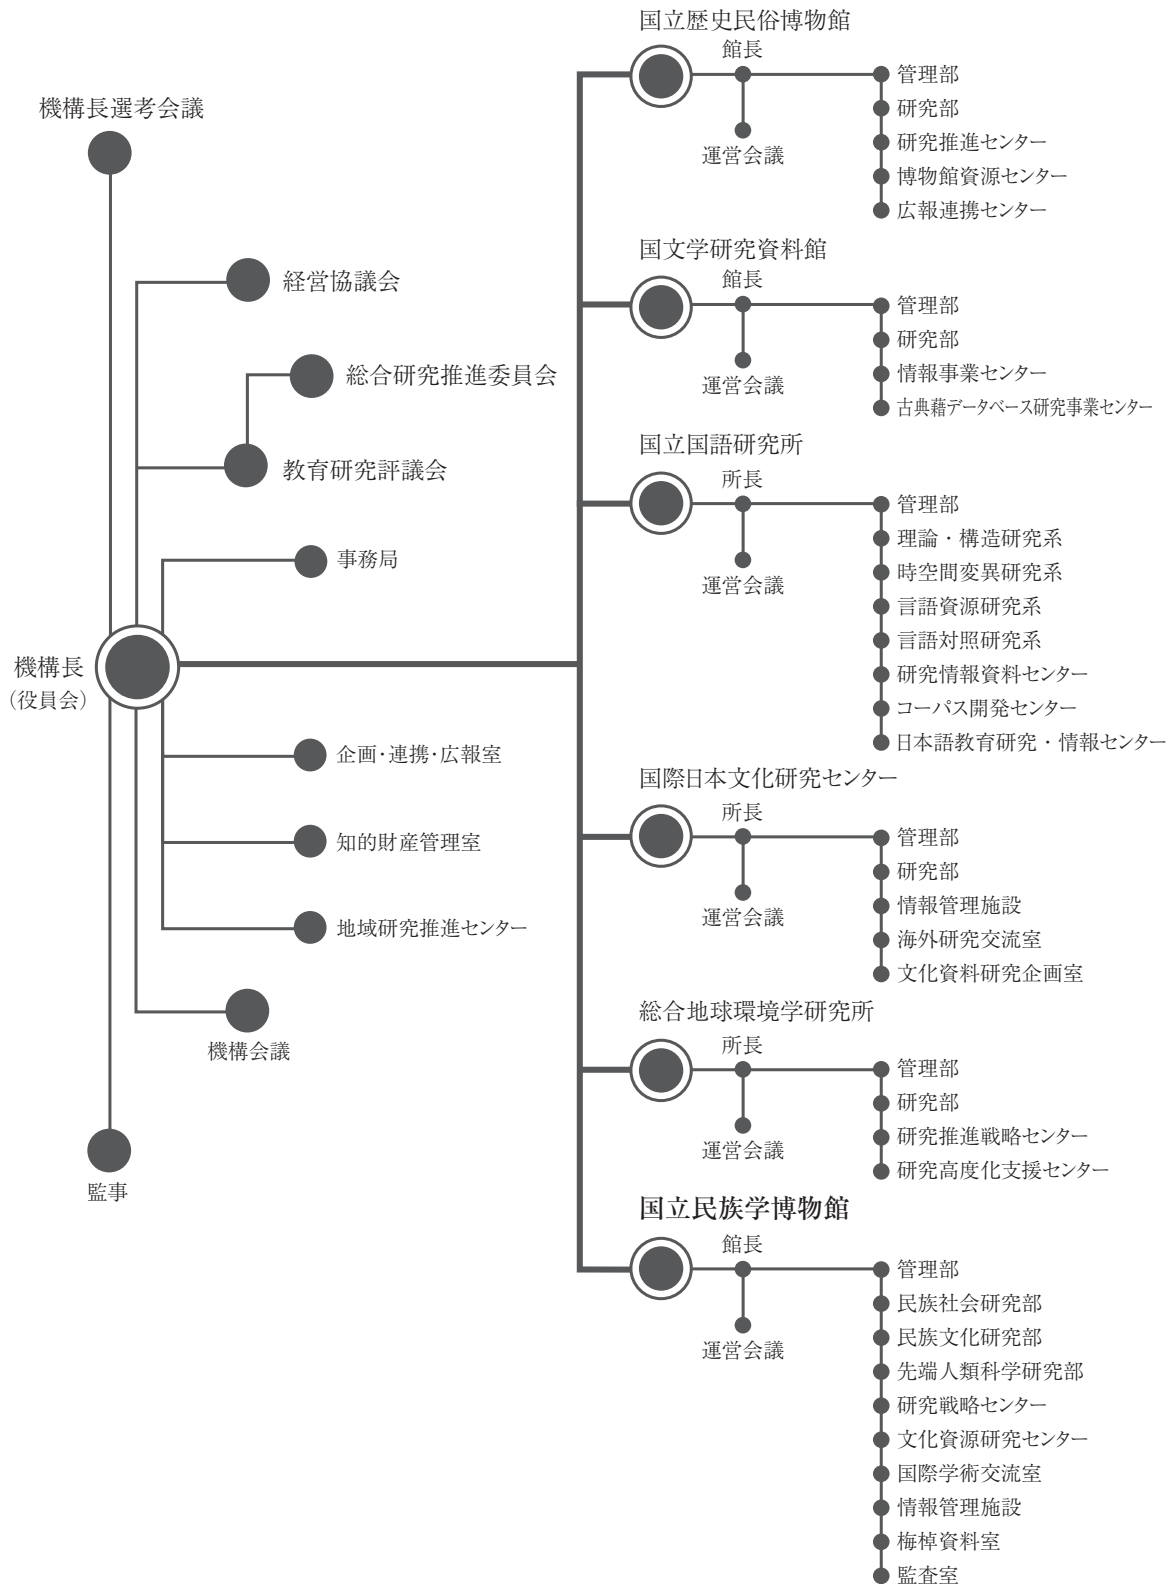 機構長選考会議
経営協議会
総合研究推進委員会
教育研究評議会
事務局
機構長
（役員会）
企画・連携・広報室
知的財産管理室
地域研究推進センター
機構会議
監事
国立歴史民俗博物館
館長
運営会議
管理部
研究部
研究推進センター
博物館資源センター
広報連携センター
国文学研究資料館
館長
運営会議
管理部
研究部
情報事業センター
古典藉データベース研究事業センター
国立国語研究所
所長
運営会議
管理部
理論・構造研究系
時空間変異研究系
言語資源研究系
言語対照研究系
研究情報資料センター
コーパス開発センター
日本語教育研究・情報センター
国際日本文化研究センター
所長
運営会議
管理部
研究部
情報管理施設
海外研究交流室
文化資料研究企画室
総合地球環境学研究所
所長
運営会議
管理部
研究部
研究推進戦略センター
研究高度化支援センター
国立民族学博物館
館長
運営会議
管理部
民族社会研究部
民族文化研究部
先端人類科学研究部
研究戦略センター
文化資源研究センター
国際学術交流室
情報管理施設
梅棹資料室
監査室